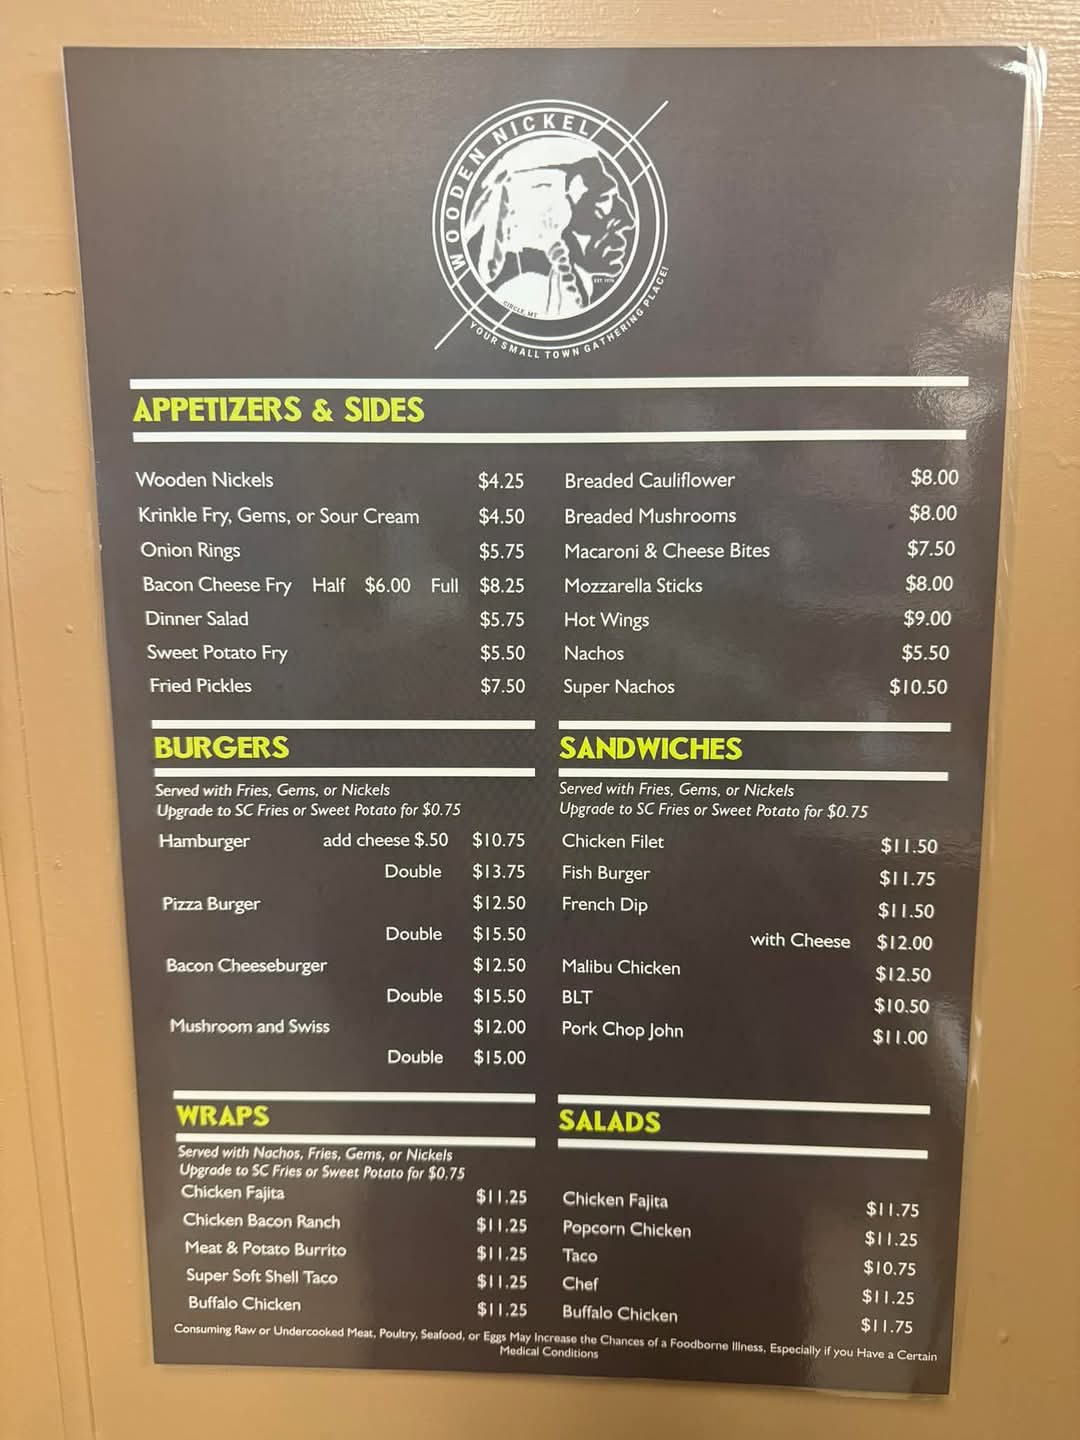 WOODEN NICKEL
EST. 1976
CIRCLE, MT
YOUR SMALL TOWN GATHERING PLACE!
APPETIZERS & SIDES
Wooden Nickels $4.25
Krinkle Fry, Gems, or Sour Cream $4.50
Onion Rings $5.75
Bacon Cheese Fry Half $6.00 Full $8.25
Dinner Salad $5.75
Sweet Potato Fry $5.50
Fried Pickles $7.50
Breaded Cauliflower $8.00
Breaded Mushrooms $8.00
Macaroni & Cheese Bites $7.50
Mozzarella Sticks $8.00
Hot Wings $9.00
Nachos $5.50
Super Nachos $10.50
BURGERS
Served with Fries, Gems, or Nickels
Upgrade to SC Fries or Sweet Potato for $0.75
Hamburger add cheese $.50 $10.75
Double $13.75
Pizza Burger $12.50
Double $15.50
Bacon Cheeseburger $12.50
Double $15.50
Mushroom and Swiss $12.00
Double $15.00
SANDWICHES
Served with Fries, Gems, or Nickels
Upgrade to SC Fries or Sweet Potato for $0.75
Chicken Filet $11.50
Fish Burger $11.75
French Dip $11.50
with Cheese $12.00
Malibu Chicken $12.50
BLT $10.50
Pork Chop John $11.00
WRAPS
Served with Nachos, Fries, Gems, or Nickels
Upgrade to SC Fries or Sweet Potato for $0.75
Chicken Fajita $11.25
Chicken Bacon Ranch $11.25
Meat & Potato Burrito $11.25
Super Soft Shell Taco $11.25
Buffalo Chicken $11.25
SALADS
Chicken Fajita $11.75
Popcorn Chicken $11.25
Taco $10.75
Chef $11.25
Buffalo Chicken $11.75
Consuming Raw or Undercooked Meat, Poultry, Seafood, or Eggs May Increase the Chances of a Foodborne Illness, Especially if you Have a Certain
Medical Conditions